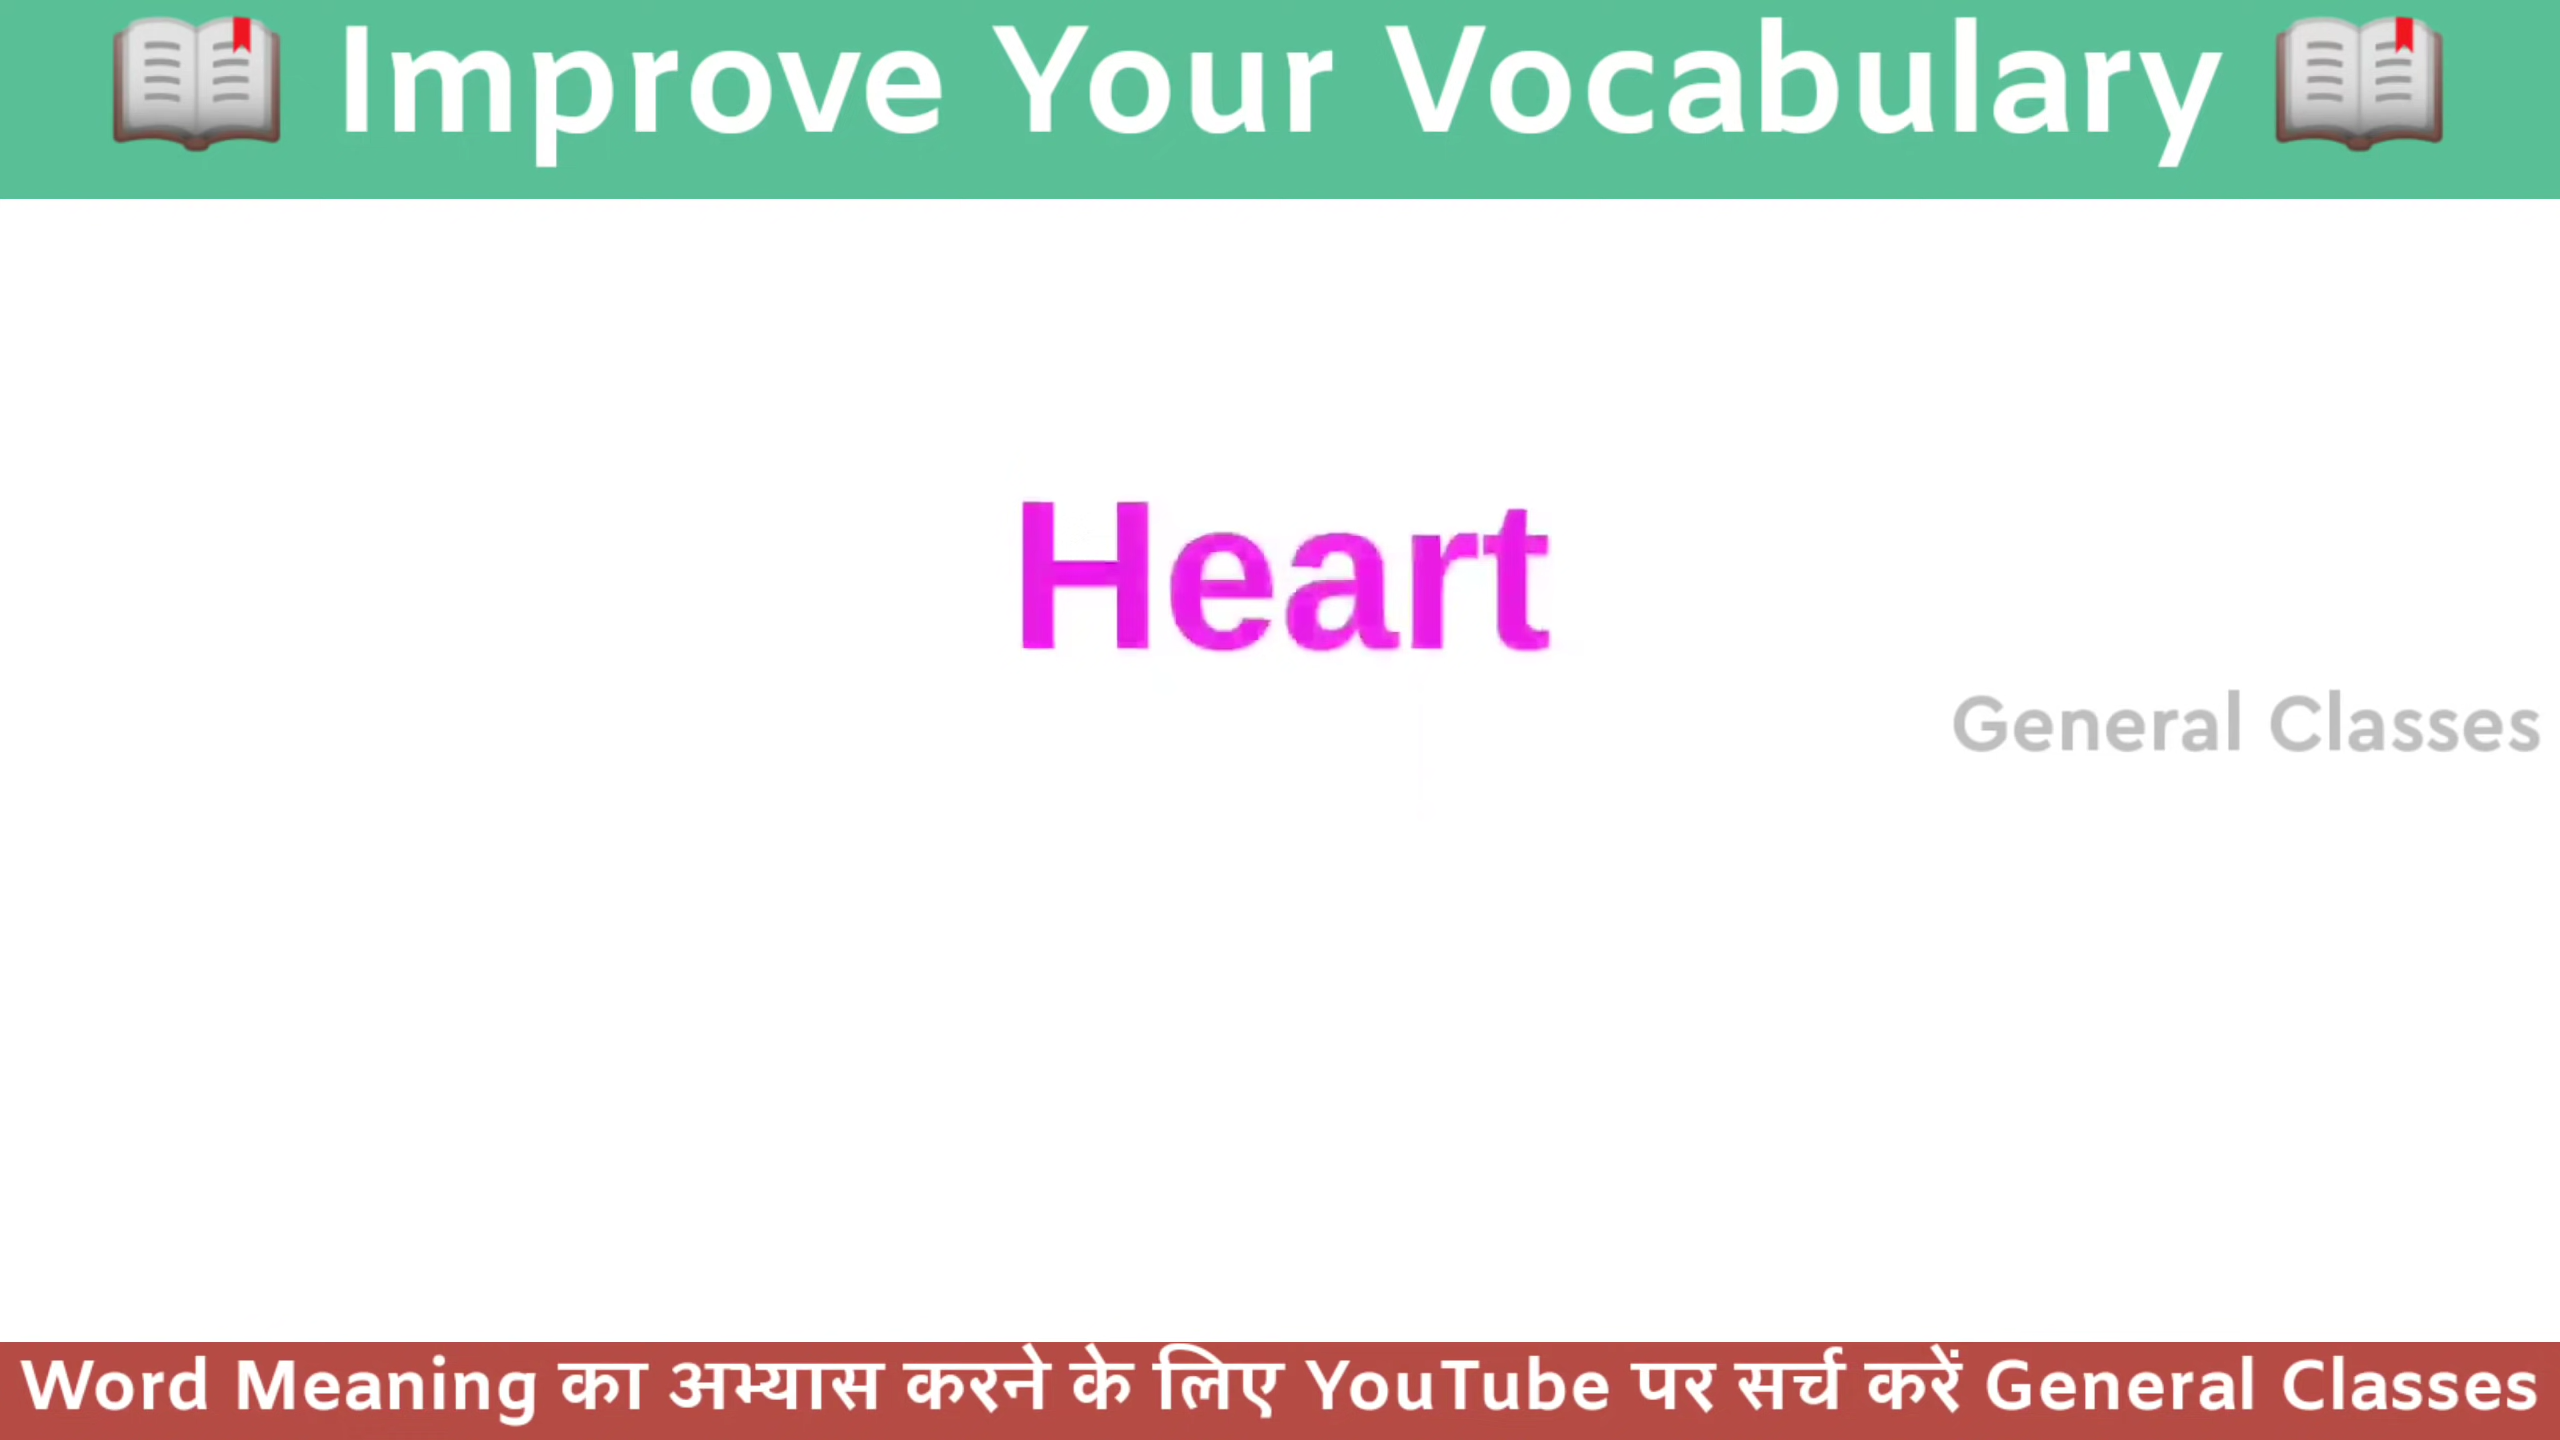 Improve Your Vocabulary
Heart
General Classes
Word Meaning का अभ्यास करने के लिए YouTube पर सर्च करें General Classes